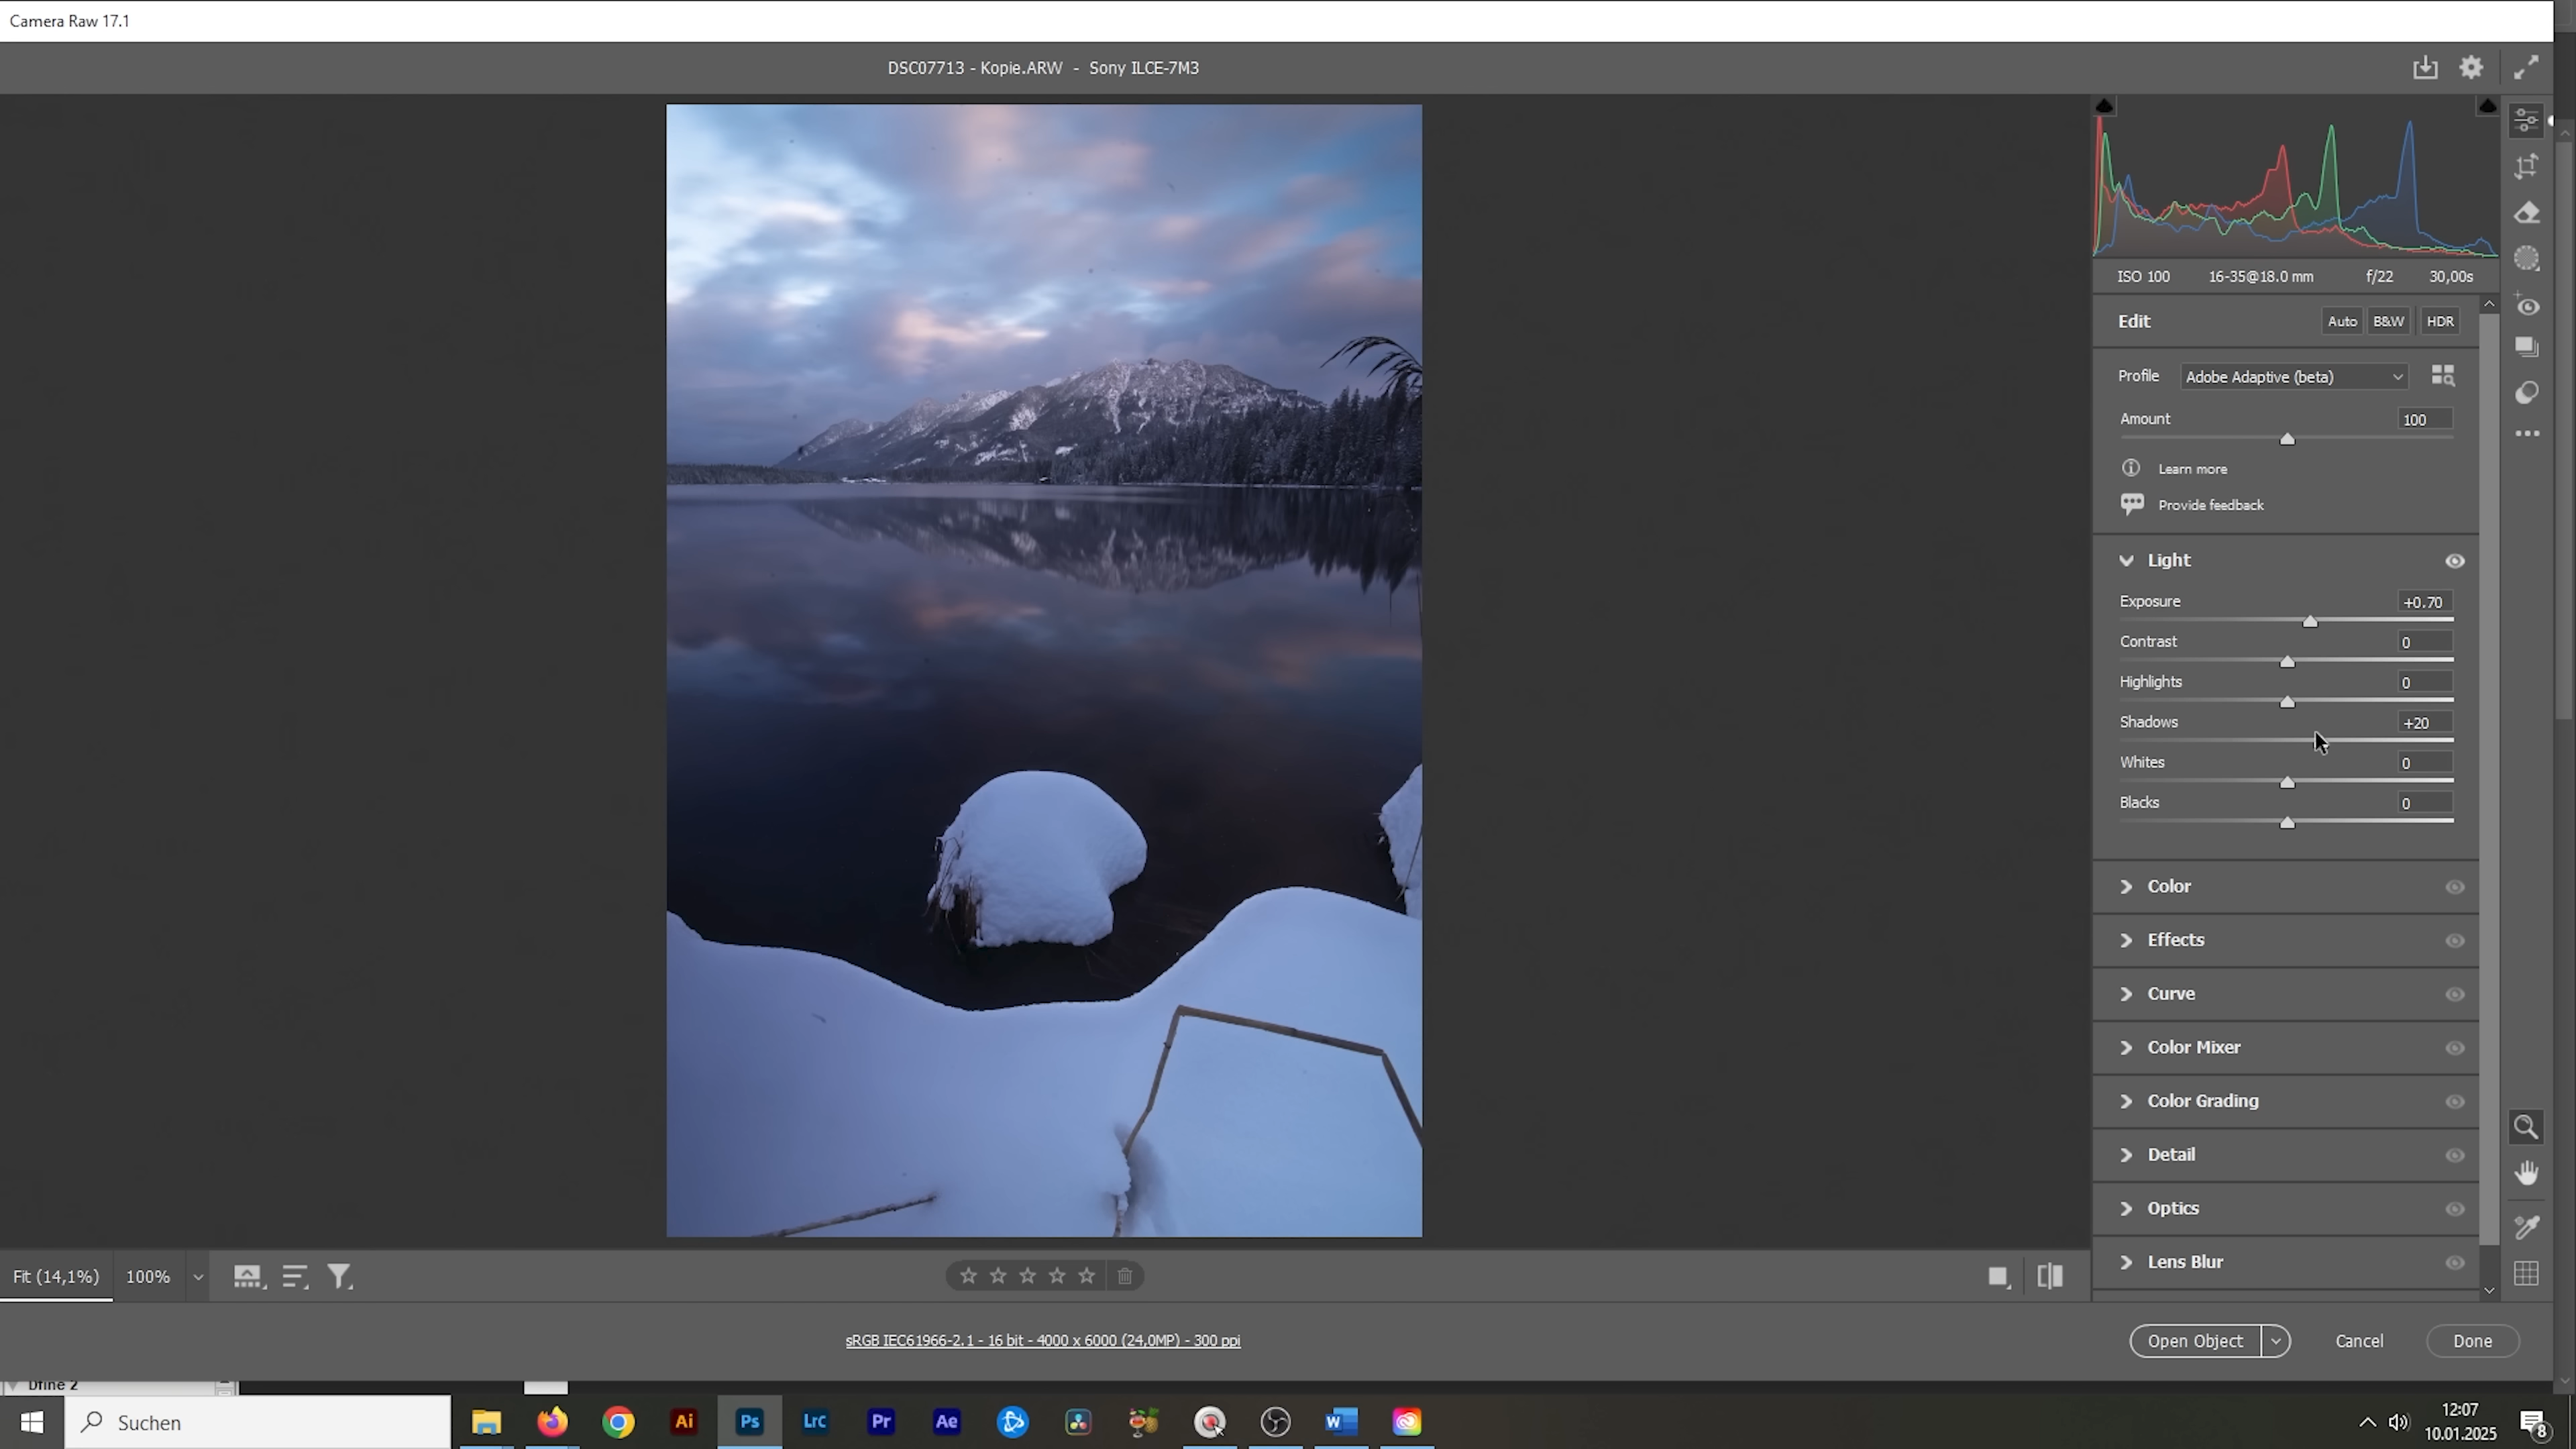 Camera Raw 17.1
DSC07713 - Kopie.ARW - Sony ILCE-7M3
ISO 100 16-35@18.0 mm f/22 30,00s
Edit Auto B&W HDR
Profile Adobe Adaptive (beta)
Amount 100
Learn more
Provide feedback
Light
Exposure +0.70
Contrast 0
Highlights 0
Shadows +20
Whites 0
Blacks 0
Color
Effects
Curve
Color Mixer
Color Grading
Detail
Optics
Lens Blur
Fit (14,1%) 100%
sRGB IEC61966-2.1 - 16 bit - 4000 x 6000 (24,0MP) - 300 ppi
Open Object Cancel Done
Dfine 2
Suchen Ai Ps LrC Pr Ae W 12:07
10.01.2025 8